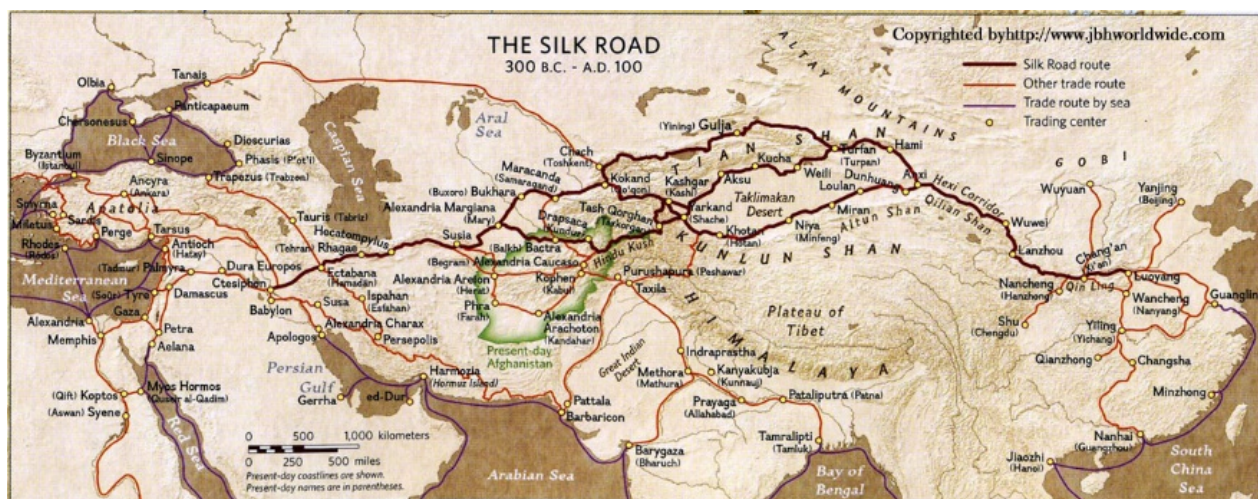 THE SILK ROAD
300 B.C. - A.D. 100
Copyrighted byhttp://www.jbhworldwide.com
Silk Road route
Other trade route
Trade route by sea
Trading center
ALTAY MOUNTAINS
TIAN SHAN
GOBI
Olbia
Tanais
Chersonesus
Panticapaeum
Black Sea
Dioscurias
Phasis (P'ot'i)
Byzantium
(Istanbul)
Sinope
Trapezus (Trabzon)
Caspian Sea
Aral
Sea
Ancyra
(Ankara)
Anatolia
Smyrna
Sardis
Miletus
Perge
Tarsus
Rhodes
(Rodos)
Antioch
(Hatay)
Mediterranean
Sea
(Tadmur) Palmyra
Dura Europos
(Saūr) Tyre
Damascus
Gaza
Ctesiphon
Babylon
Alexandria
Memphis
Petra
Aelana
(Qift) Koptos
(Aswan) Syene
Myos Hormos
(Quseir al-Qadim)
Red Sea
Tauris (Tabriz)
Hecatompylus
(Tehran) Rhagae
Ectabana
(Hamadān)
Susa
Ispahan
(Esfahan)
Alexandria Charax
Apologos
Persepolis
Persian
Gulf
Gerrha
ed-Dur
Harmozia
(Hormuz Island)
Susia
Maracanda
(Samarqand)
(Buxoro) Bukhara
Alexandria Margiana
(Mary)
Chach
(Toshkent)
Kokand
(Qo'qon)
Drapsaca
(Kunduz)
Tash Qorghan
(Taxkorgan)
(Balkh) Bactra
(Begram) Alexandria Caucaso
Hindu Kush
Alexandria Areion
(Herat)
Kophen
(Kabul)
Phra
(Farah)
Alexandria
Arachoton
(Kandahar)
Present-day
Afghanistan
Purushapura (Peshawar)
Taxila
Great Indian
Desert
Pattala
Barbaricon
Barygaza
(Bharuch)
Arabian Sea
Indraprastha
Methora
(Mathura)
Kanyakubja
(Kunnauj)
Prayaga
(Allahabad)
Pataliputra (Patna)
Tamralipti
(Tamluk)
Bay of
Bengal
HIMALAYA
Plateau of
Tibet
KUNLUN SHAN
(Yining) Gulja
Kashgar
(Kashi)
Yarkand
(Shache)
Aksu
Kucha
Weili
Turfan
(Turpan)
Hami
Anxi
Dunhuang
Loulan
Taklimakan
Desert
Miran
Altun Shan
Khotan
(Hotan)
Niya
(Minfeng)
Hexi Corridor
Qilian Shan
Wuwei
Lanzhou
Wuyuan
Yanjing
(Beijing)
Chang'an
(Xi'an)
Qin Ling
Luoyang
Nancheng
(Hanzhong)
Wancheng
(Nanyang)
Guangling
Shu
(Chengdu)
Yiling
(Yichang)
Qianzhong
Changsha
Minzhong
Nanhai
(Guangzhou)
Jiaozhi
(Hanoi)
South
China
Sea
0 500 1,000 kilometers
0 250 500 miles
Present-day coastlines are shown.
Present-day names are in parentheses.